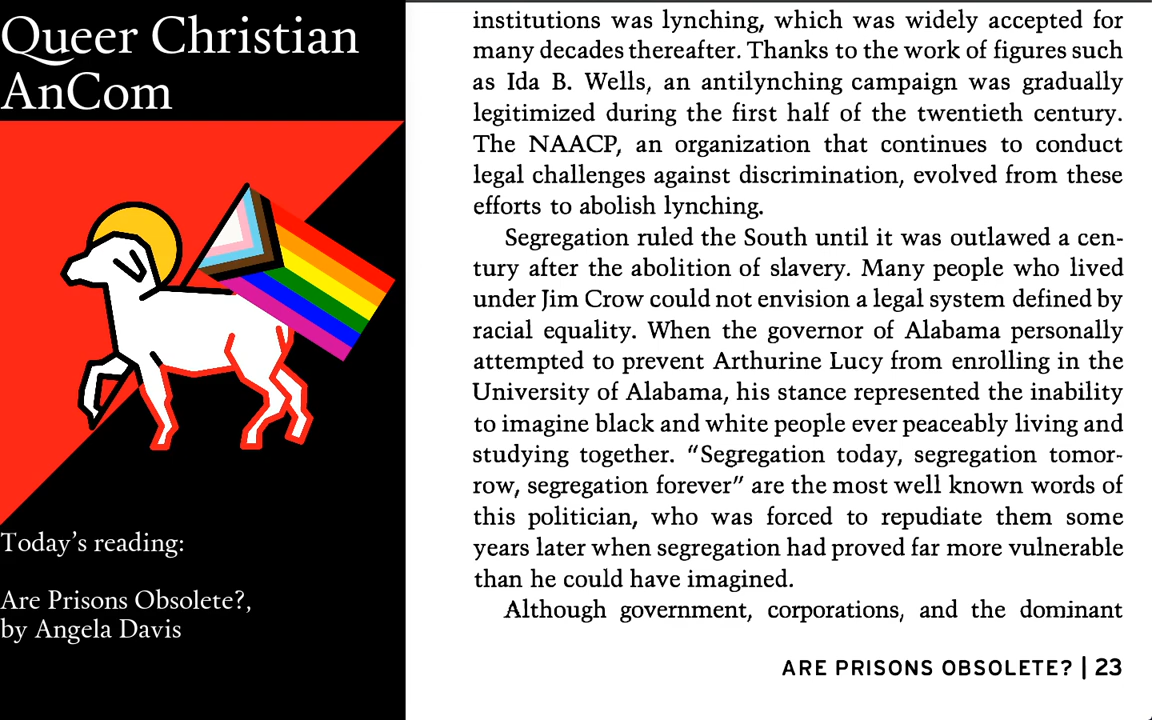 Queer Christian
AnCom
Today's reading:
Are Prisons Obsolete?,
by Angela Davis
institutions was lynching, which was widely accepted for
many decades thereafter. Thanks to the work of figures such
as Ida B. Wells, an antilynching campaign was gradually
legitimized during the first half of the twentieth century.
The NAACP, an organization that continues to conduct
legal challenges against discrimination, evolved from these
efforts to abolish lynching.
Segregation ruled the South until it was outlawed a cen-
tury after the abolition of slavery. Many people who lived
under Jim Crow could not envision a legal system defined by
racial equality. When the governor of Alabama personally
attempted to prevent Arthurine Lucy from enrolling in the
University of Alabama, his stance represented the inability
to imagine black and white people ever peaceably living and
studying together. “Segregation today, segregation tomor-
row, segregation forever” are the most well known words of
this politician, who was forced to repudiate them some
years later when segregation had proved far more vulnerable
than he could have imagined.
Although government, corporations, and the dominant
ARE PRISONS OBSOLETE? | 23